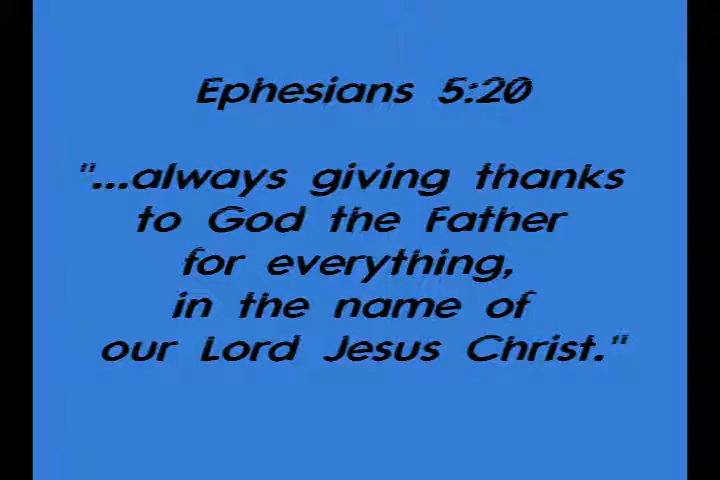 Ephesians 5:20
"...always giving thanks
to God the Father
for everything,
in the name of
our Lord Jesus Christ."